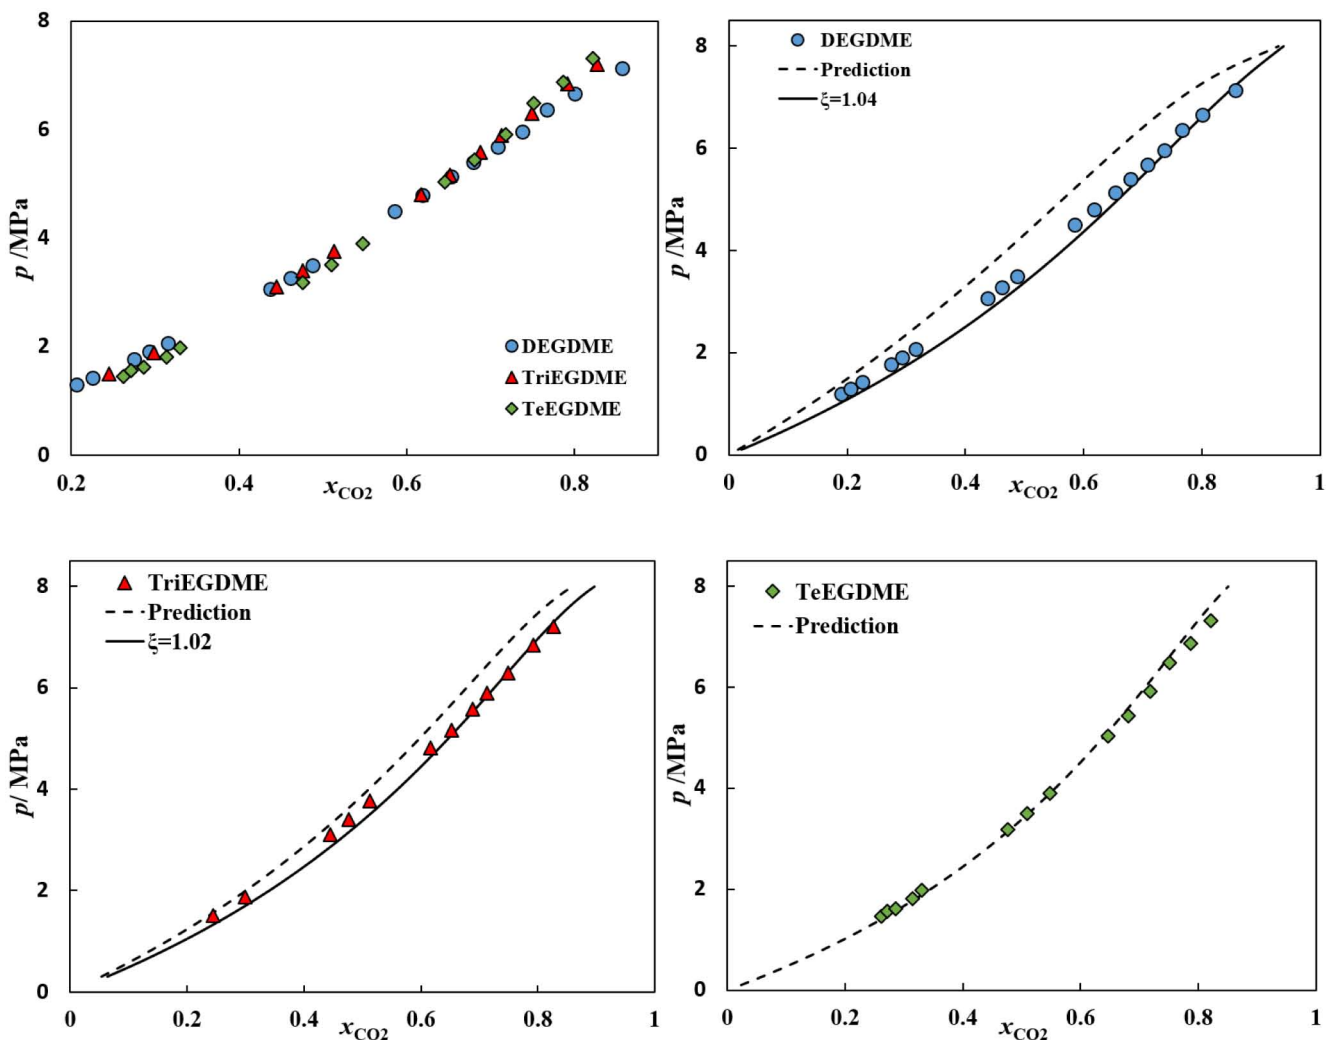 8
6
4
2
0
p /MPa
0.2
0.4
0.6
0.8
xCO2
DEGDME
TriEGDME
TeEGDME
8
6
4
2
0
p /MPa
0
0.2
0.4
0.6
0.8
1
xCO2
DEGDME
Prediction
ξ=1.04
8
6
4
2
0
p/ MPa
0
0.2
0.4
0.6
0.8
1
xCO2
TriEGDME
Prediction
ξ=1.02
8
6
4
2
0
p /MPa
0
0.2
0.4
0.6
0.8
1
xCO2
TeEGDME
Prediction